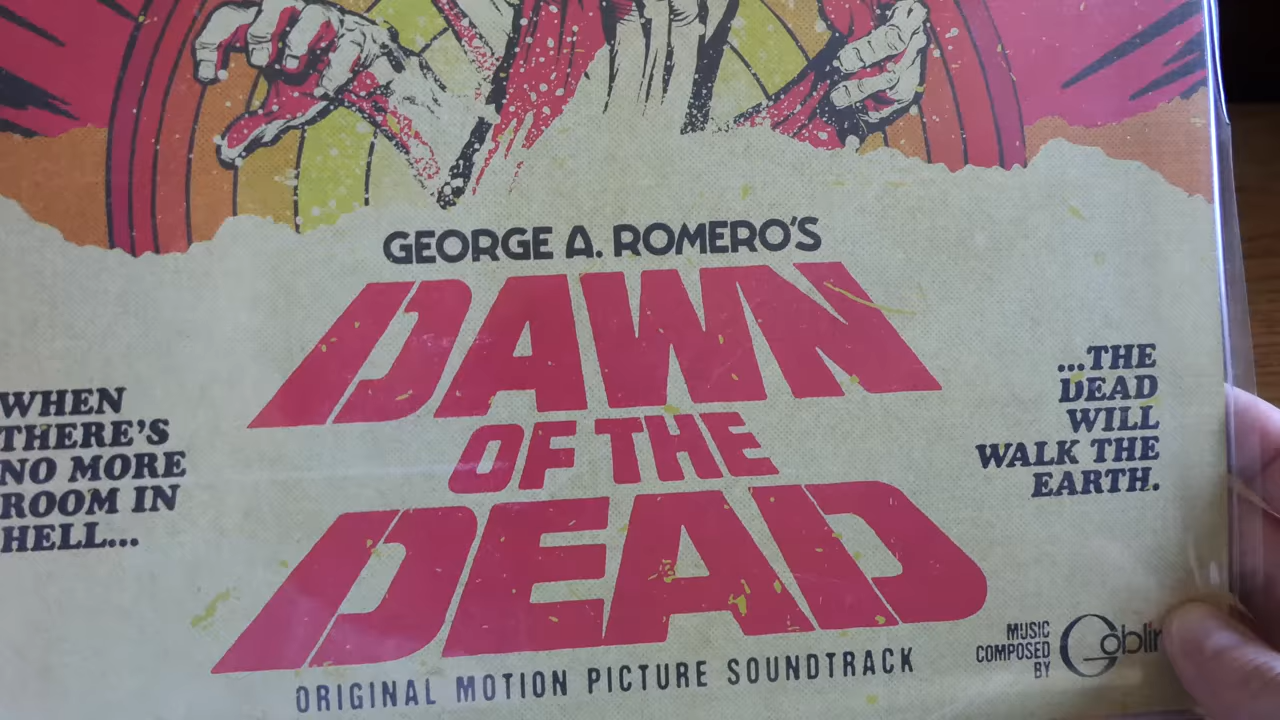 GEORGE A. ROMERO'S
DAWN
OF THE
DEAD
WHEN
THERE'S
NO MORE
ROOM IN
HELL...
...THE
DEAD
WILL
WALK THE
EARTH.
ORIGINAL MOTION PICTURE SOUNDTRACK
MUSIC
COMPOSED
BY
Goblin